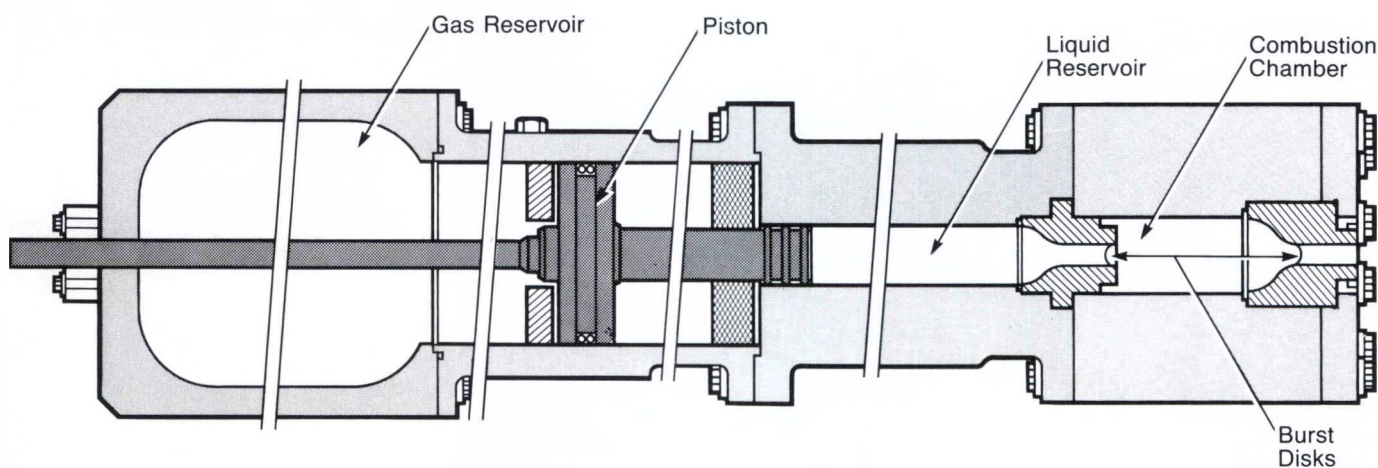 Gas Reservoir
Piston
Liquid
Reservoir
Combustion
Chamber
Burst
Disks